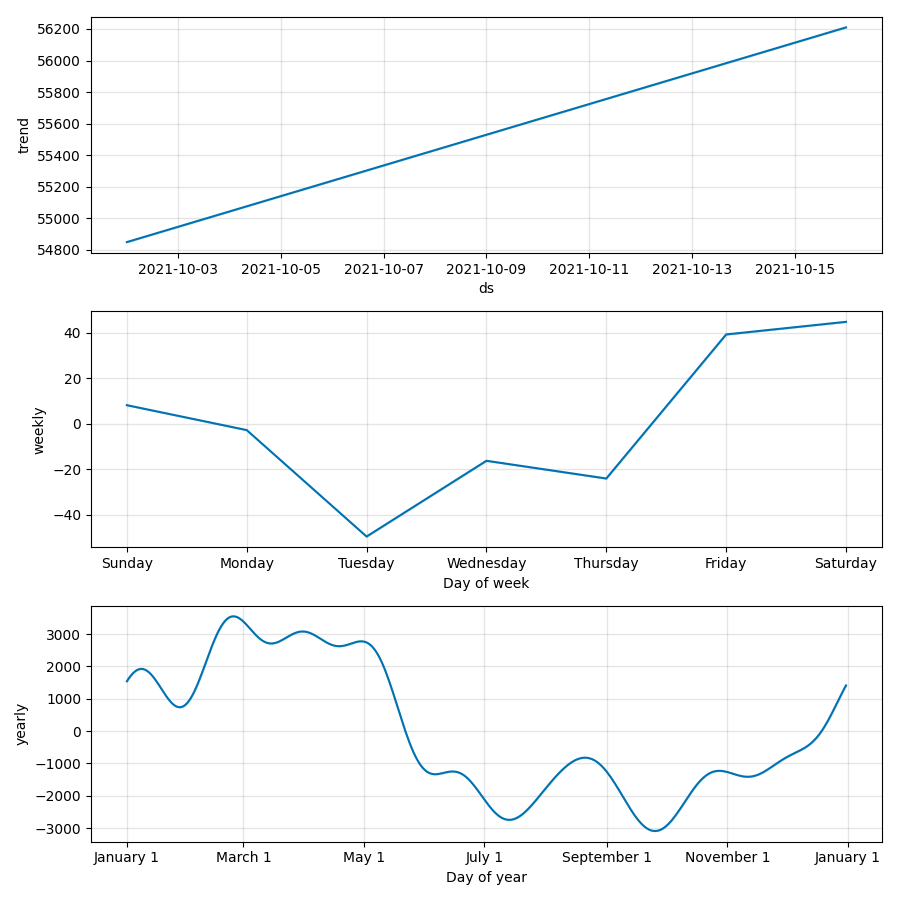 56200
56000
55800
55600
55400
55200
55000
54800
trend
2021-10-03 2021-10-05 2021-10-07 2021-10-09 2021-10-11 2021-10-13 2021-10-15
ds
40
20
0
−20
−40
weekly
Sunday Monday Tuesday Wednesday Thursday Friday Saturday
Day of week
3000
2000
1000
0
−1000
−2000
−3000
yearly
January 1 March 1 May 1 July 1 September 1 November 1 January 1
Day of year